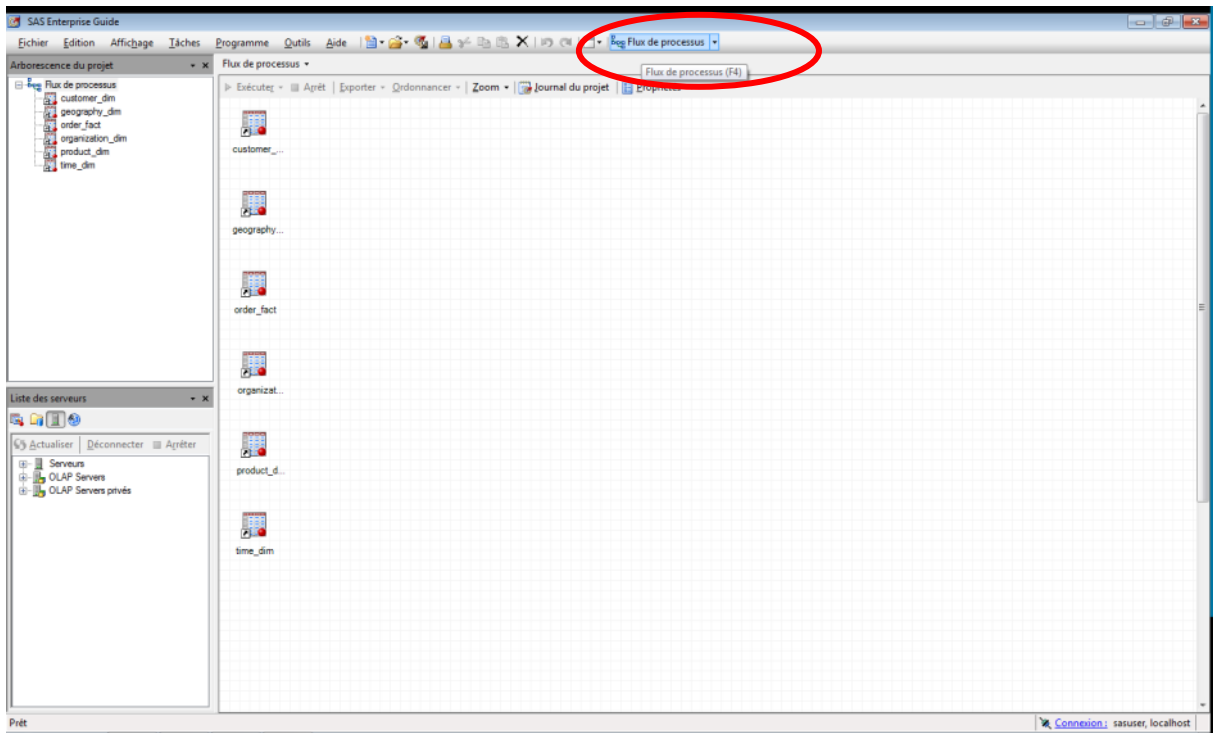 SAS Enterprise Guide
Fichier Edition Affichage Tâches Programme Outils Aide Flux de processus
Arborescence du projet
Flux de processus
Flux de processus (F4)
Flux de processus
customer_dim
geography_dim
order_fact
organization_dim
product_dim
time_dim
Exécuter Arrêt Exporter Ordonnancer Zoom Journal du projet Propriétés
customer_...
geography...
order_fact
organizat...
product_d...
time_dim
Liste des serveurs
Actualiser Déconnecter Arrêter
Serveurs
OLAP Servers
OLAP Servers privés
Prêt
Connexion : sasuser, localhost